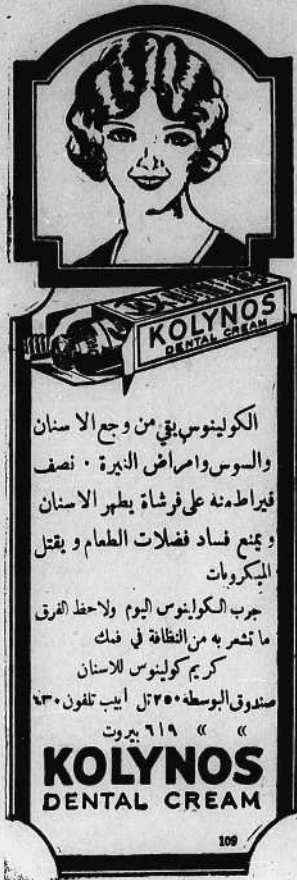 KOLYNOS
DENTAL CREAM
الكولينوس يقي من وجع الاسنان
والسوس وامراض النيرة ٠ نصف
قيراط منه على فرشاة يطهر الاسنان
و يمنع فساد فضلات الطعام و يقتل
الميكروبات
جرب الكولينوس اليوم ولاحظ الفرق
ما تشعر به من النظافة في فمك
كريم كولينوس للاسنان
صندوق البوسطة ٢٥٠ تل ابيب تلفون ٦٣٠
» » ٦١٩ بيروت
KOLYNOS
DENTAL CREAM
109